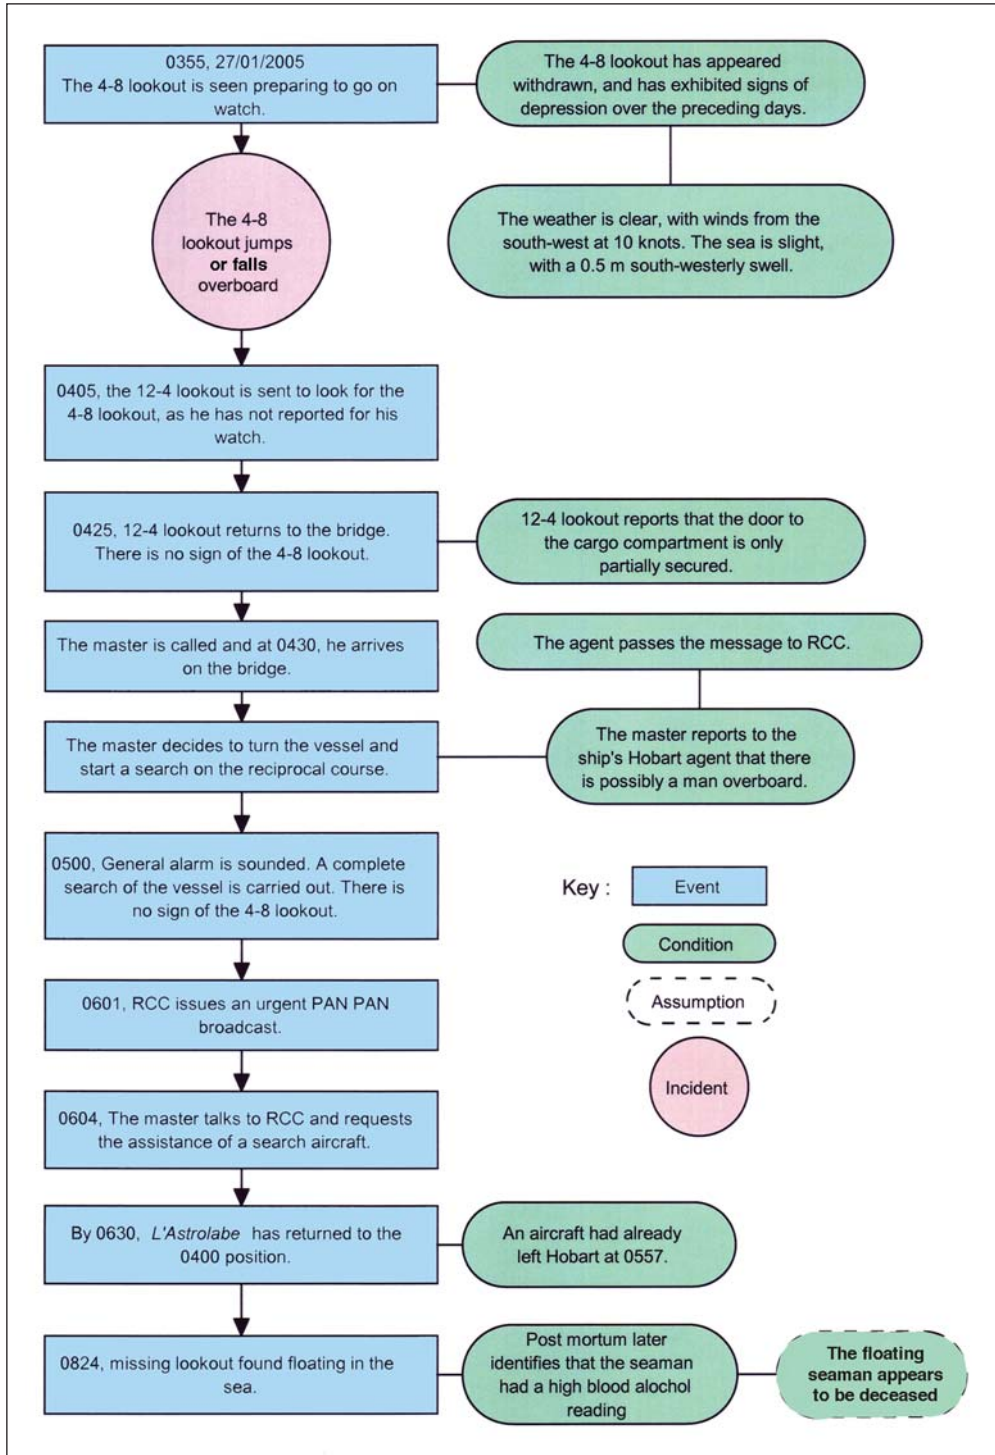 0355, 27/01/2005
The 4-8 lookout is seen preparing to go on
watch.
The 4-8 lookout has appeared
withdrawn, and has exhibited signs of
depression over the preceding days.
The weather is clear, with winds from the
south-west at 10 knots. The sea is slight,
with a 0.5 m south-westerly swell.
The 4-8
lookout jumps
or falls
overboard
0405, the 12-4 lookout is sent to look for the
4-8 lookout, as he has not reported for his
watch.
0425, 12-4 lookout returns to the bridge.
There is no sign of the 4-8 lookout.
12-4 lookout reports that the door to
the cargo compartment is only
partially secured.
The master is called and at 0430, he arrives
on the bridge.
The agent passes the message to RCC.
The master decides to turn the vessel and
start a search on the reciprocal course.
The master reports to the
ship's Hobart agent that there
is possibly a man overboard.
0500, General alarm is sounded. A complete
search of the vessel is carried out. There is
no sign of the 4-8 lookout.
Key :
Event
Condition
Assumption
Incident
0601, RCC issues an urgent PAN PAN
broadcast.
0604, The master talks to RCC and requests
the assistance of a search aircraft.
By 0630, L'Astrolabe has returned to the
0400 position.
An aircraft had already
left Hobart at 0557.
0824, missing lookout found floating in the
sea.
Post mortum later
identifies that the seaman
had a high blood alochol
reading
The floating
seaman appears
to be deceased